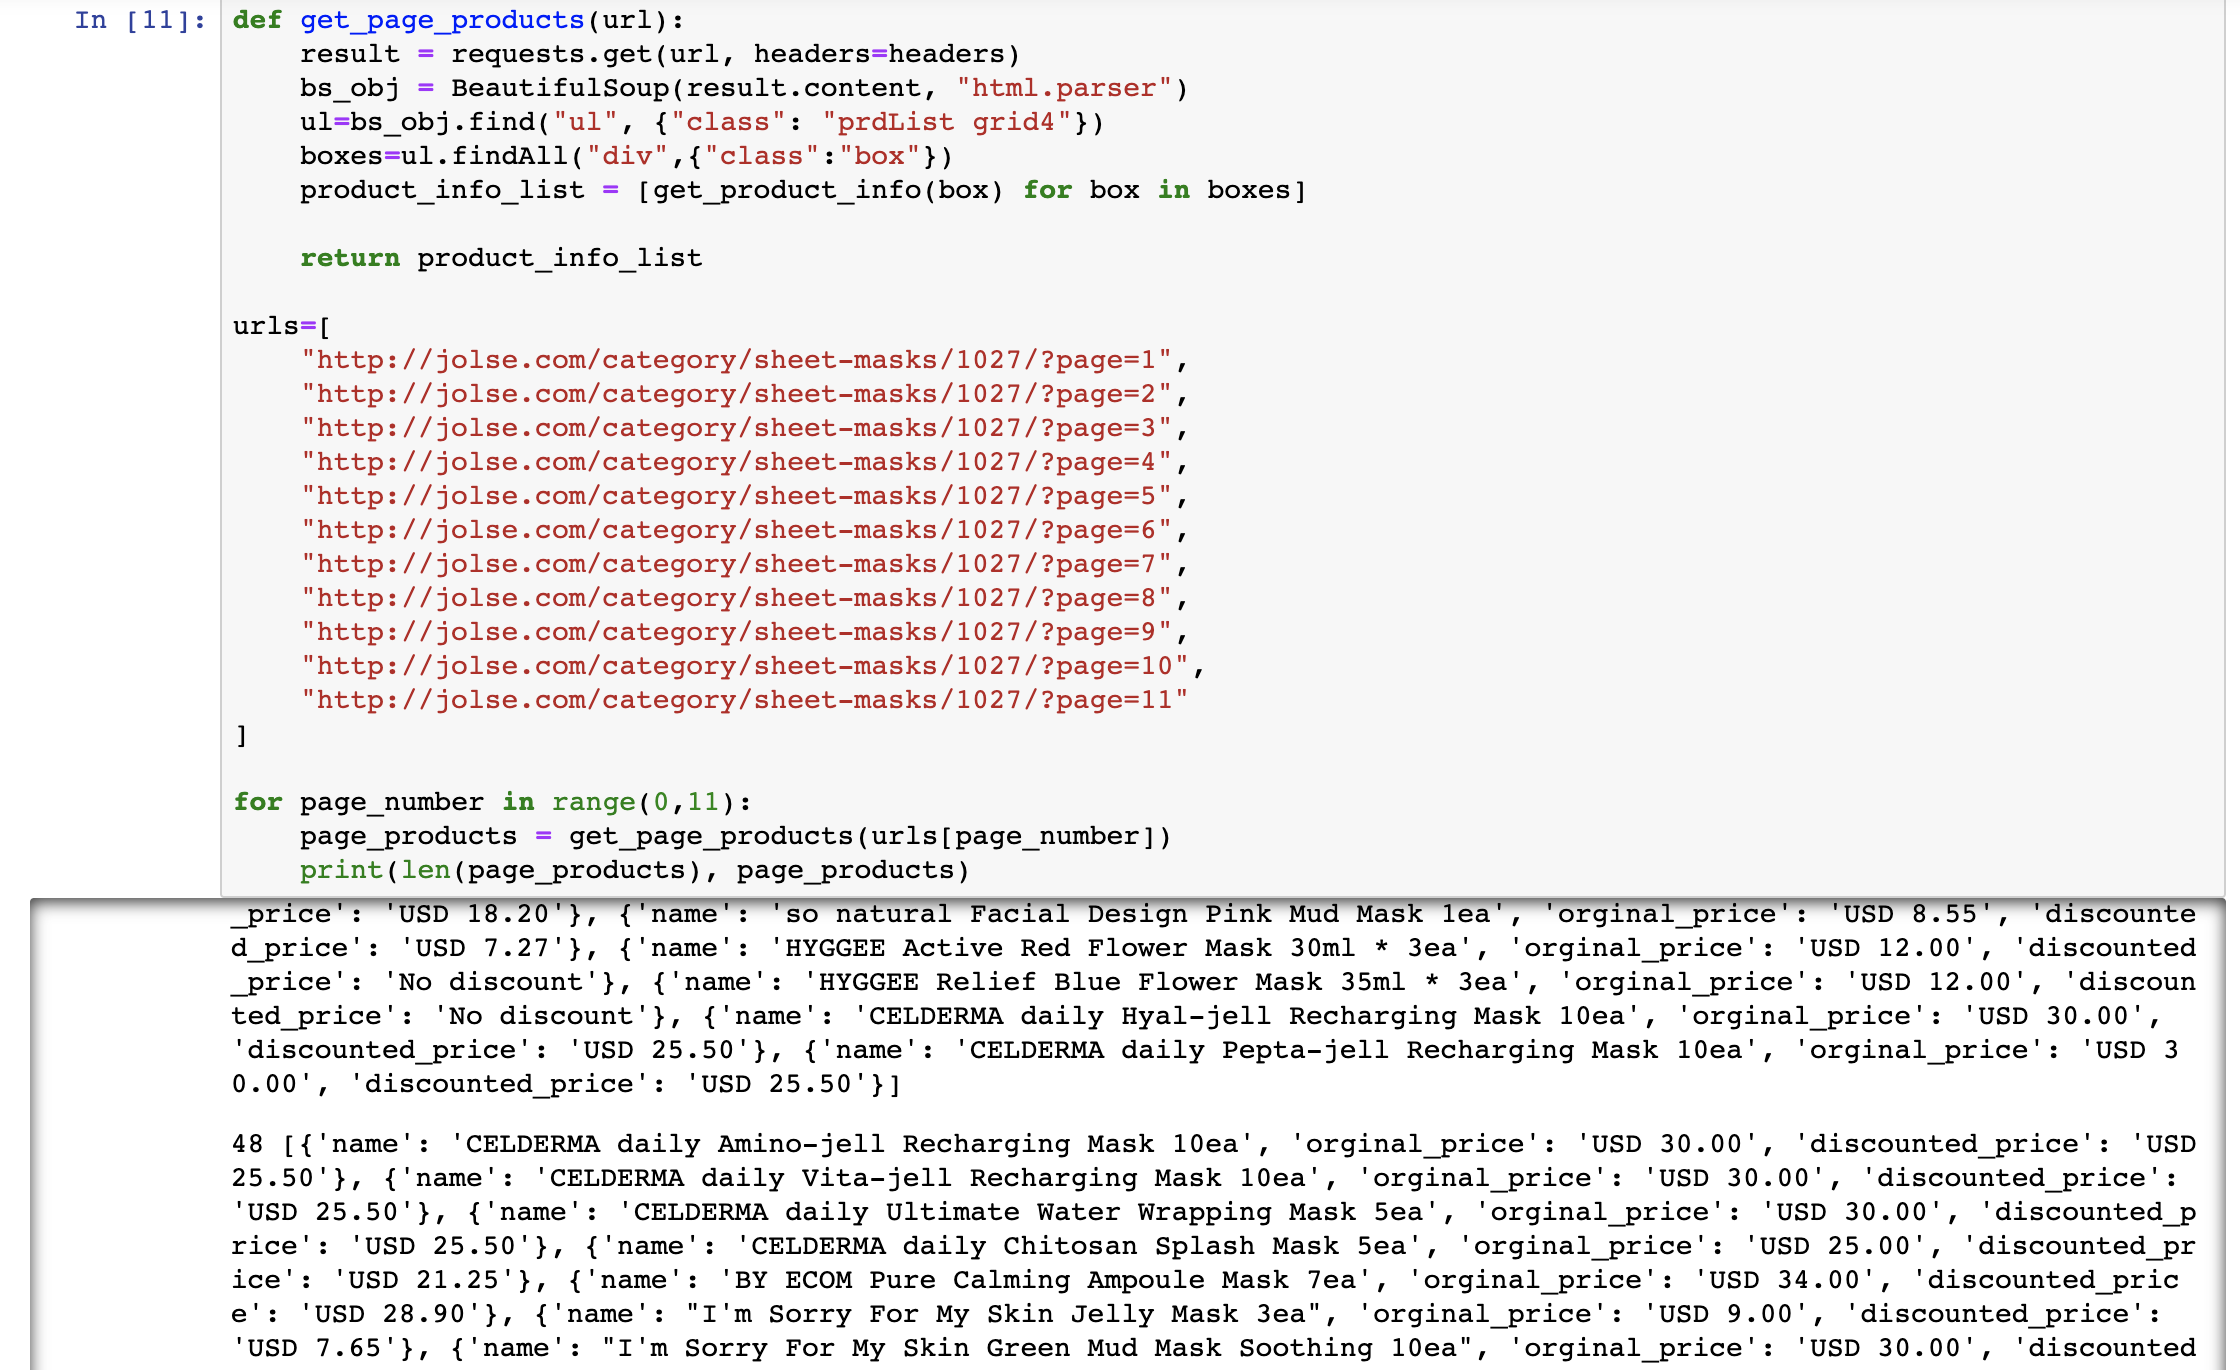 In [11]:
def get_page_products(url):
    result = requests.get(url, headers=headers)
    bs_obj = BeautifulSoup(result.content, "html.parser")
    ul=bs_obj.find("ul", {"class": "prdList grid4"})
    boxes=ul.findAll("div",{"class":"box"})
    product_info_list = [get_product_info(box) for box in boxes]
    return product_info_list
urls=[
    "http://jolse.com/category/sheet-masks/1027/?page=1",
    "http://jolse.com/category/sheet-masks/1027/?page=2",
    "http://jolse.com/category/sheet-masks/1027/?page=3",
    "http://jolse.com/category/sheet-masks/1027/?page=4",
    "http://jolse.com/category/sheet-masks/1027/?page=5",
    "http://jolse.com/category/sheet-masks/1027/?page=6",
    "http://jolse.com/category/sheet-masks/1027/?page=7",
    "http://jolse.com/category/sheet-masks/1027/?page=8",
    "http://jolse.com/category/sheet-masks/1027/?page=9",
    "http://jolse.com/category/sheet-masks/1027/?page=10",
    "http://jolse.com/category/sheet-masks/1027/?page=11"
]
for page_number in range(0,11):
    page_products = get_page_products(urls[page_number])
    print(len(page_products), page_products)
_price': 'USD 18.20'}, {'name': 'so natural Facial Design Pink Mud Mask 1ea', 'orginal_price': 'USD 8.55', 'discounte
d_price': 'USD 7.27'}, {'name': 'HYGGEE Active Red Flower Mask 30ml * 3ea', 'orginal_price': 'USD 12.00', 'discounted
_price': 'No discount'}, {'name': 'HYGGEE Relief Blue Flower Mask 35ml * 3ea', 'orginal_price': 'USD 12.00', 'discoun
ted_price': 'No discount'}, {'name': 'CELDERMA daily Hyal-jell Recharging Mask 10ea', 'orginal_price': 'USD 30.00',
'discounted_price': 'USD 25.50'}, {'name': 'CELDERMA daily Pepta-jell Recharging Mask 10ea', 'orginal_price': 'USD 3
0.00', 'discounted_price': 'USD 25.50'}]
48 [{'name': 'CELDERMA daily Amino-jell Recharging Mask 10ea', 'orginal_price': 'USD 30.00', 'discounted_price': 'USD
25.50'}, {'name': 'CELDERMA daily Vita-jell Recharging Mask 10ea', 'orginal_price': 'USD 30.00', 'discounted_price':
'USD 25.50'}, {'name': 'CELDERMA daily Ultimate Water Wrapping Mask 5ea', 'orginal_price': 'USD 30.00', 'discounted_p
rice': 'USD 25.50'}, {'name': 'CELDERMA daily Chitosan Splash Mask 5ea', 'orginal_price': 'USD 25.00', 'discounted_pr
ice': 'USD 21.25'}, {'name': 'BY ECOM Pure Calming Ampoule Mask 7ea', 'orginal_price': 'USD 34.00', 'discounted_pric
e': 'USD 28.90'}, {'name': "I'm Sorry For My Skin Jelly Mask 3ea", 'orginal_price': 'USD 9.00', 'discounted_price':
'USD 7.65'}, {'name': "I'm Sorry For My Skin Green Mud Mask Soothing 10ea", 'orginal_price': 'USD 30.00', 'discounted